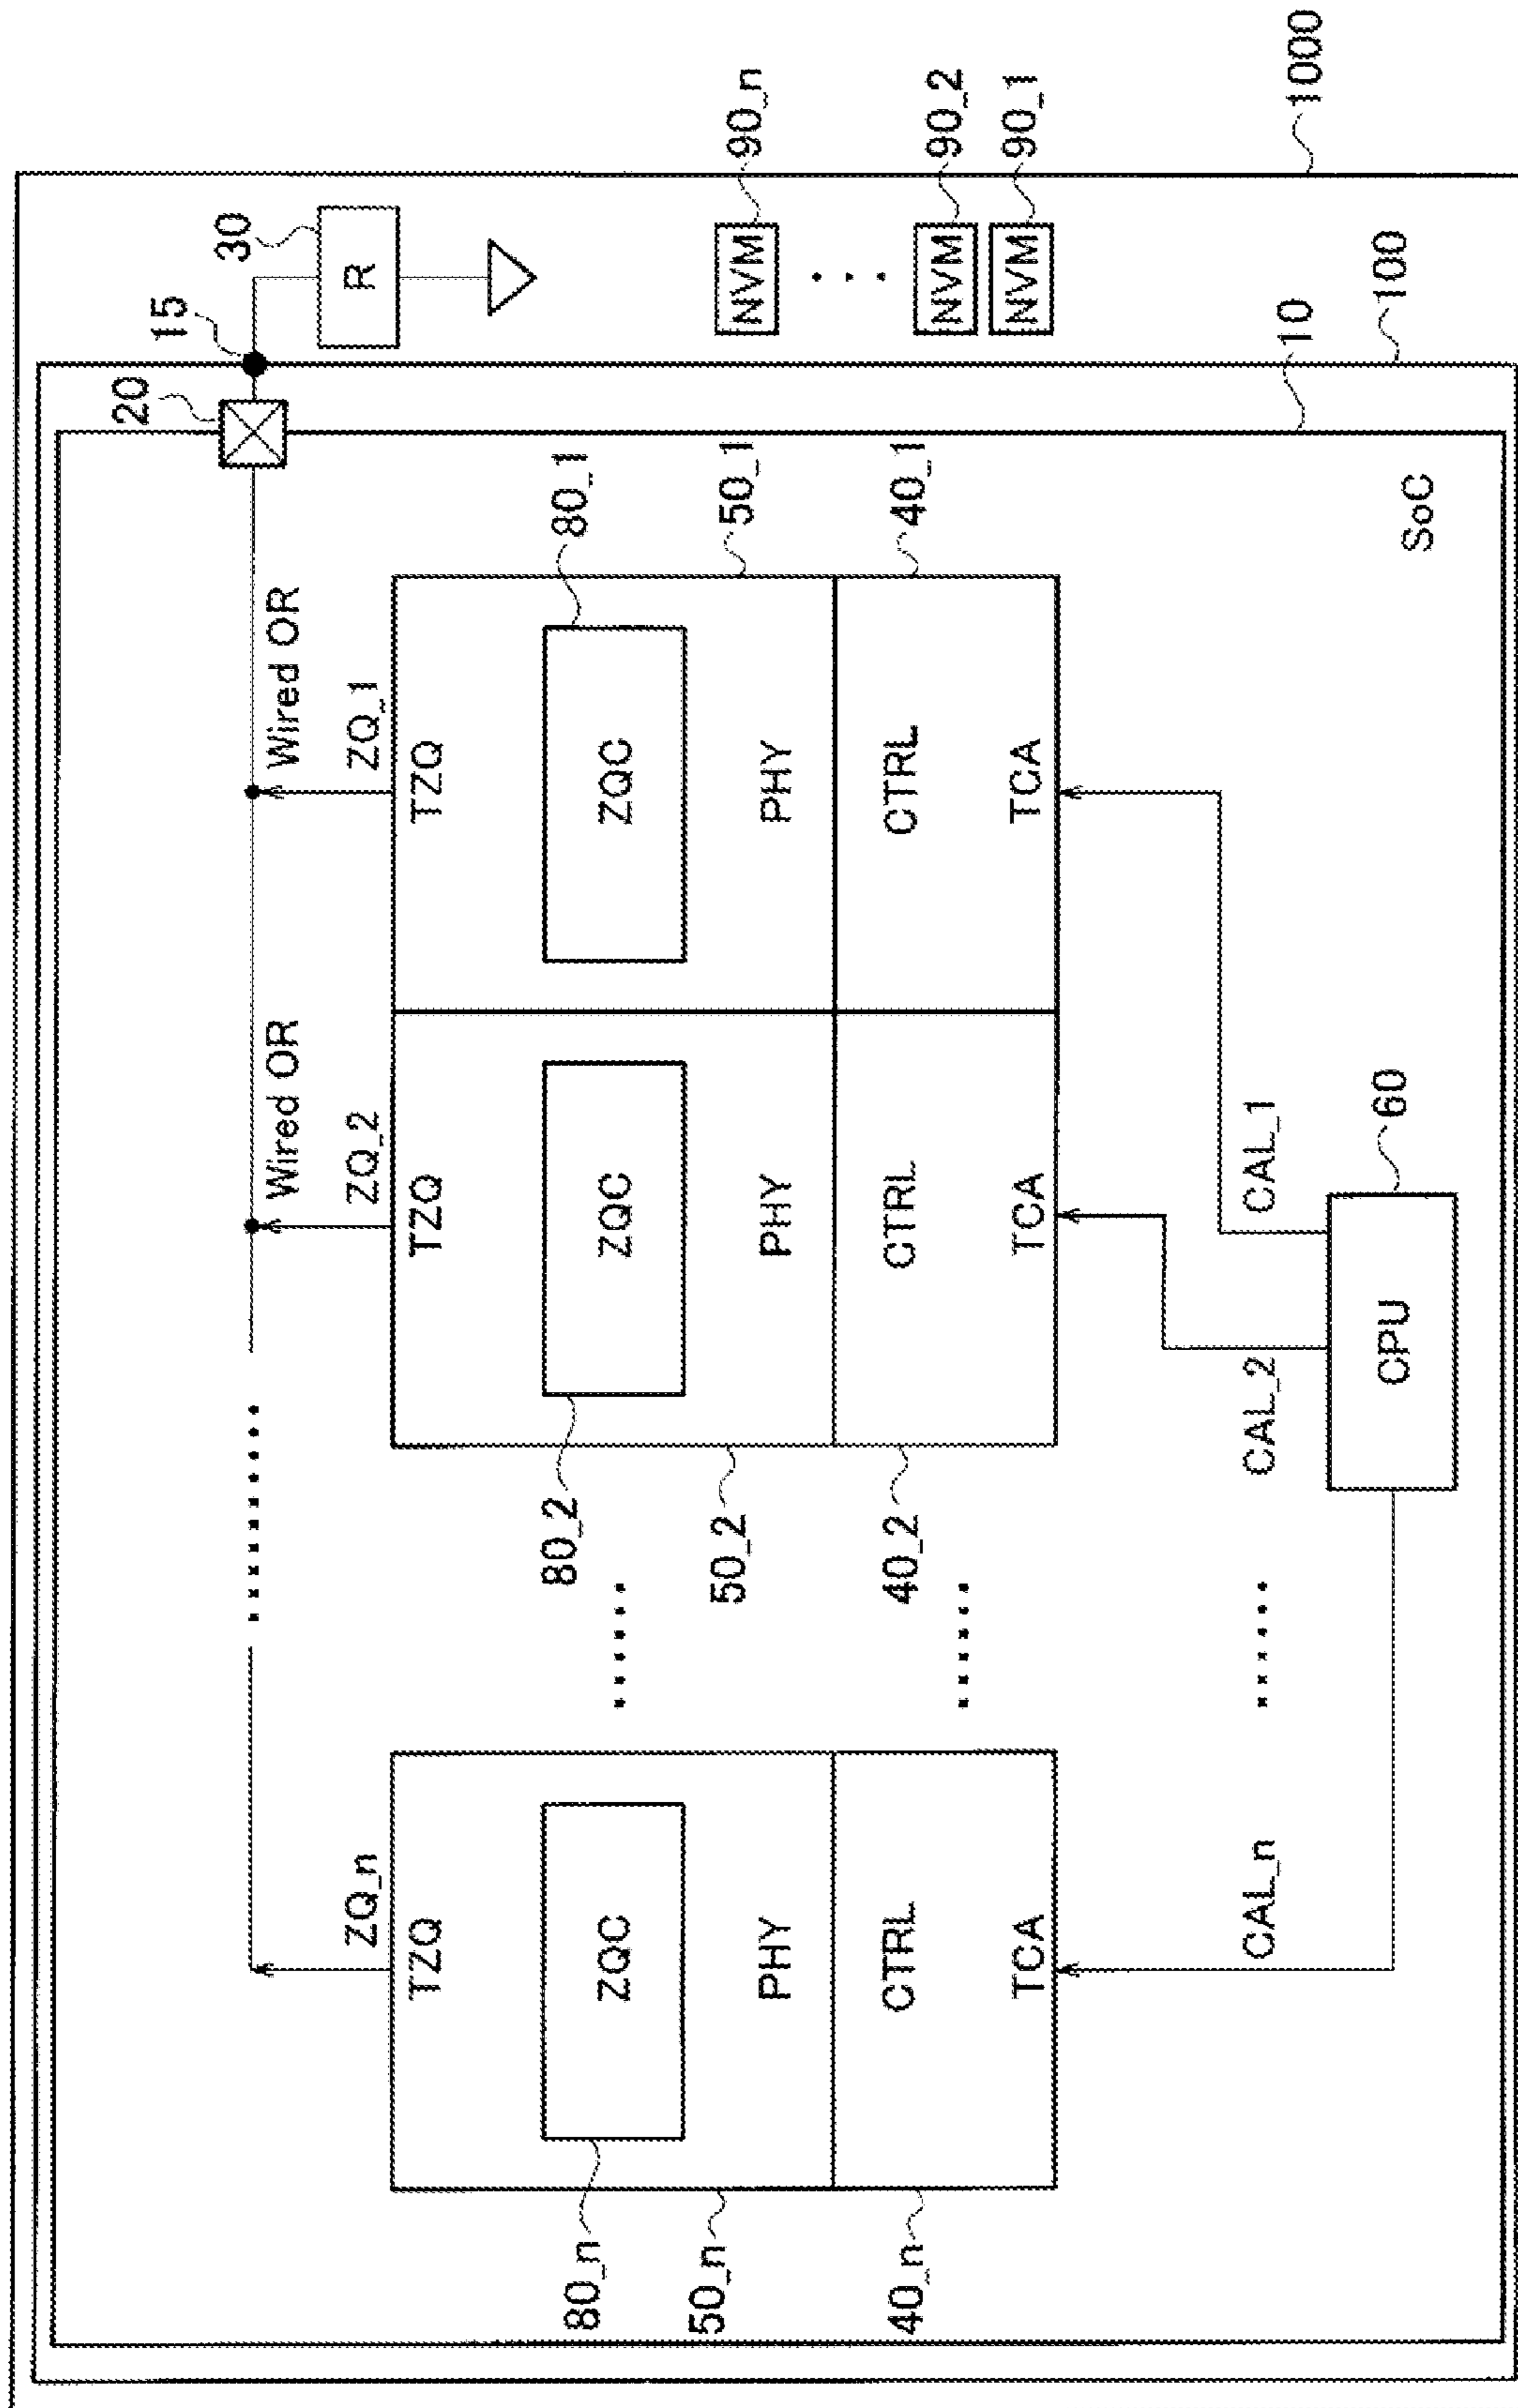 1000
100
10
SoC
15
20
30
R
NVM
90_n
NVM
90_2
NVM
90_1
Wired OR
ZQ_1
TZQ
ZQC
80_1
PHY
50_1
CTRL
40_1
TCA
Wired OR
ZQ_2
TZQ
ZQC
80_2
PHY
50_2
CTRL
40_2
TCA
ZQ_n
TZQ
ZQC
80_n
PHY
50_n
CTRL
40_n
TCA
CAL_n
CAL_2
CAL_1
CPU
60